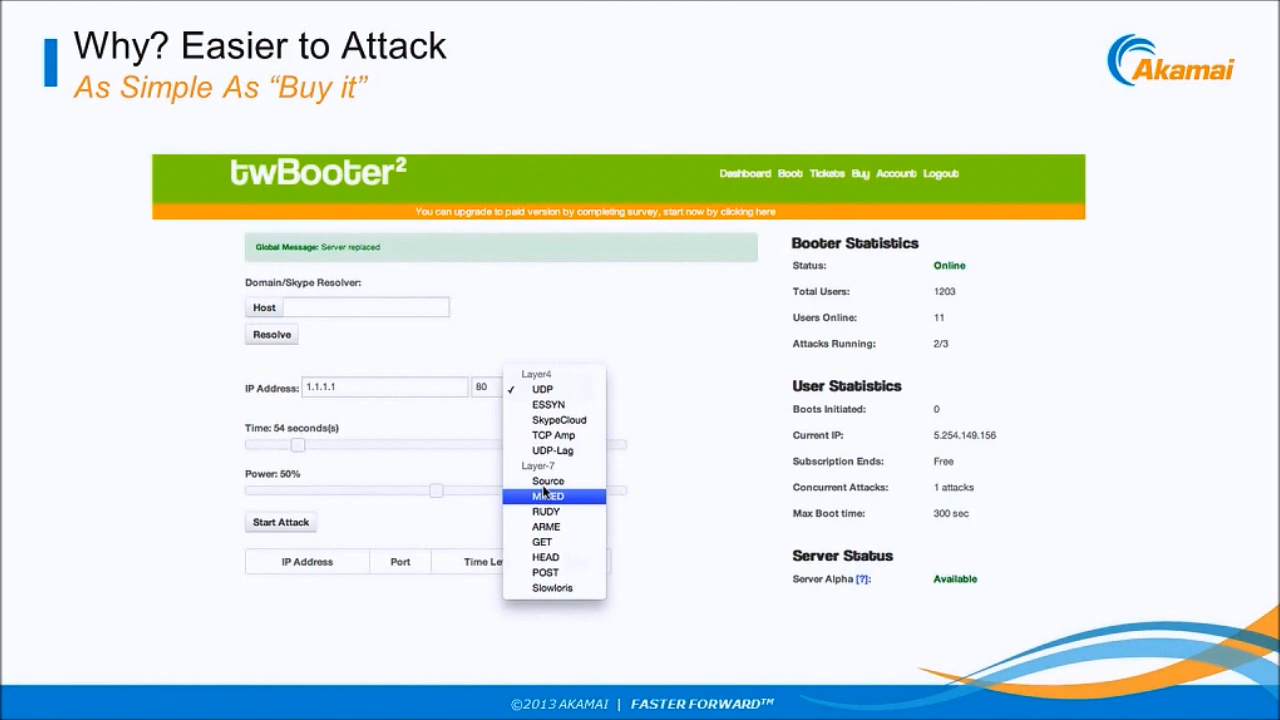 Why? Easier to Attack
As Simple As “Buy it”
Akamai
twBooter²
Dashboard Boot Tickets Buy Account Logout
You can upgrade to paid version by completing survey, start now by clicking here
Global Message: Server replaced
Domain/Skype Resolver:
Host
Resolve
IP Address: 1.1.1.1 80
Time: 54 seconds(s)
Power: 50%
Start Attack
IP Address Port
Layer4
✓ UDP
ESSYN
SkypeCloud
TCP Amp
UDP-Lag
Layer-7
Source
MIXED
RUDY
ARME
GET
HEAD
POST
Slowloris
Booter Statistics
Status: Online
Total Users: 1203
Users Online: 11
Attacks Running: 2/3
User Statistics
Boots Initiated: 0
Current IP: 5.254.149.156
Subscription Ends: Free
Concurrent Attacks: 1 attacks
Max Boot time: 300 sec
Server Status
Server Alpha [?]: Available
©2013 AKAMAI | FASTER FORWARD™